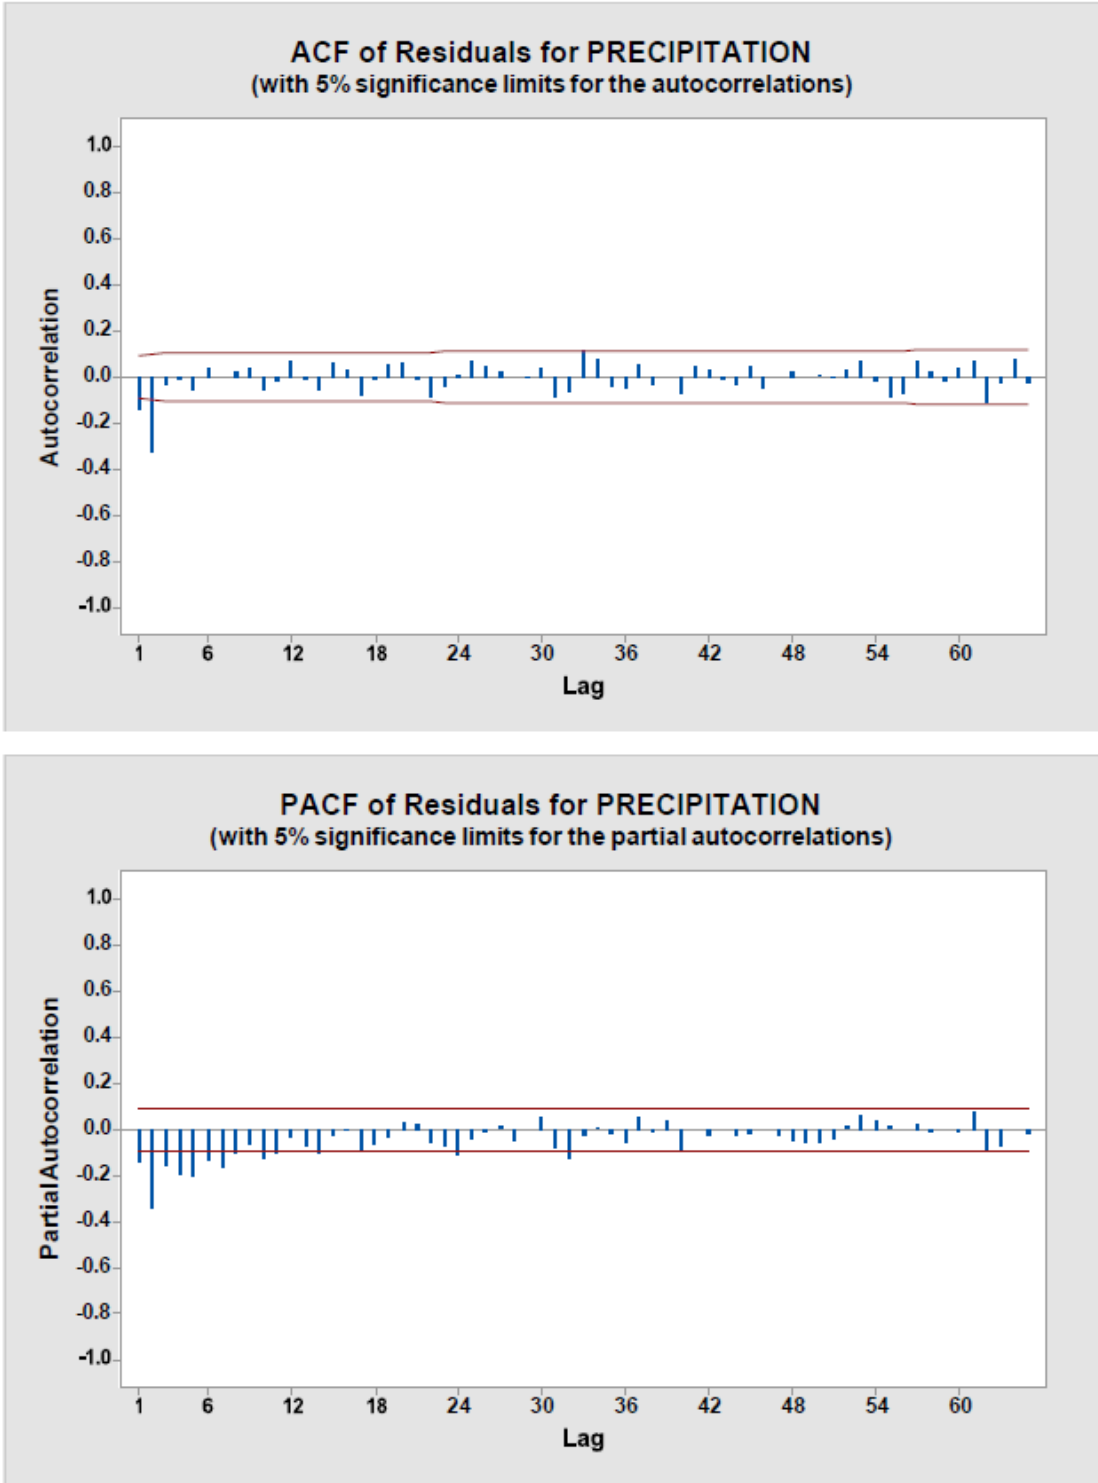 ACF of Residuals for PRECIPITATION
(with 5% significance limits for the autocorrelations)
1.0
0.8
0.6
0.4
0.2
0.0
-0.2
-0.4
-0.6
-0.8
-1.0
Autocorrelation
1 6 12 18 24 30 36 42 48 54 60
Lag
PACF of Residuals for PRECIPITATION
(with 5% significance limits for the partial autocorrelations)
1.0
0.8
0.6
0.4
0.2
0.0
-0.2
-0.4
-0.6
-0.8
-1.0
Partial Autocorrelation
1 6 12 18 24 30 36 42 48 54 60
Lag